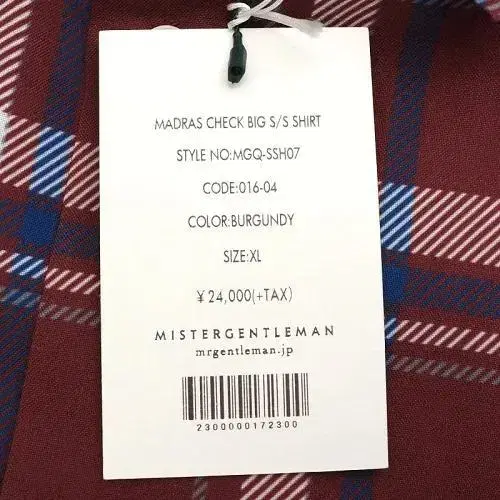 MADRAS CHECK BIG S/S SHIRT
STYLE NO:MGQ-SSH07
CODE:016-04
COLOR:BURGUNDY
SIZE:XL
¥24,000(+TAX)
MISTERGENTLEMAN
mrgentleman.jp
2300000172300